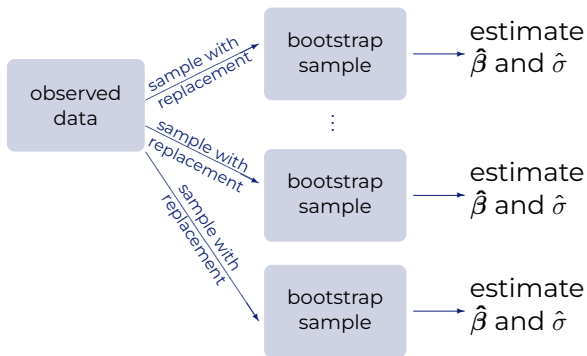 observed
data
sample with
replacement
bootstrap
sample
estimate
β̂ and σ̂
⋮
sample with
replacement
bootstrap
sample
estimate
β̂ and σ̂
sample with
replacement
bootstrap
sample
estimate
β̂ and σ̂